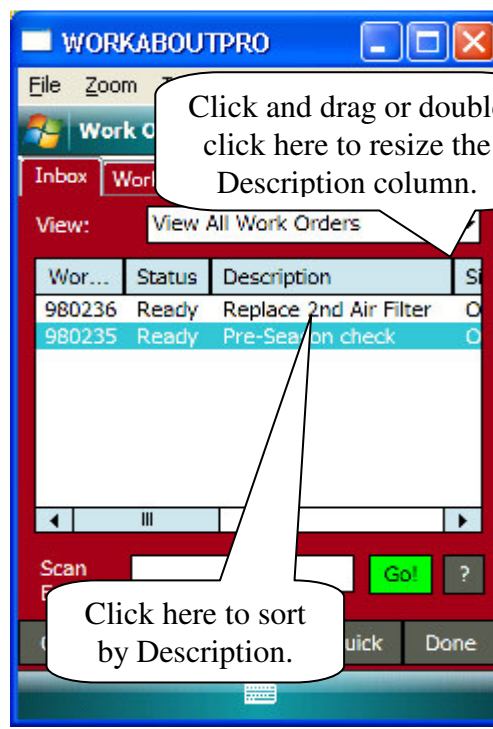 WORKABOUTPRO
File Zoom
Click and drag or double
click here to resize the
Description column.
Work
Inbox
View: View All Work Orders
Wor... Status Description
980236 Ready Replace 2nd Air Filter
980235 Ready Pre-Season check
Scan Go! ?
Click here to sort
by Description.
Done